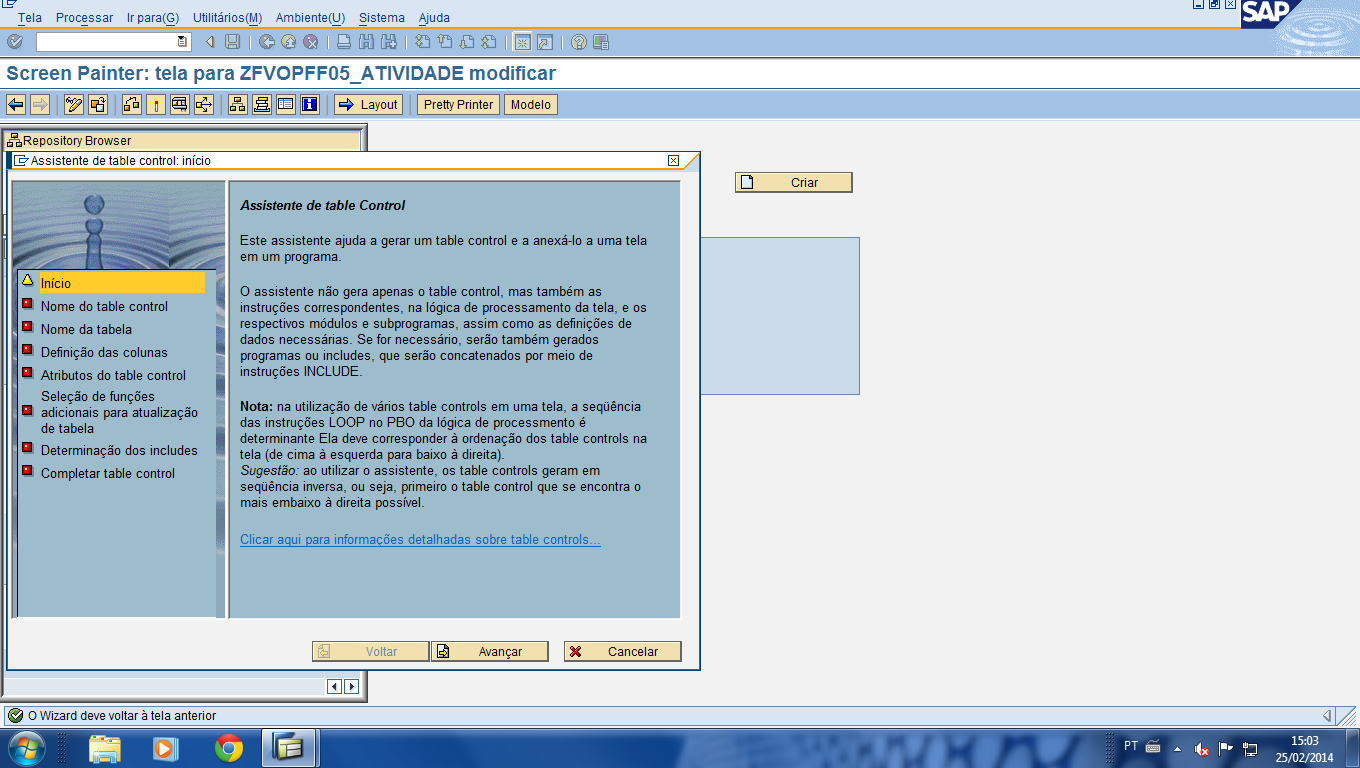 Tela Processar Ir para(G) Utilitários(M) Ambiente(U) Sistema Ajuda
SAP
Screen Painter: tela para ZFVOPFF05_ATIVIDADE modificar
Layout Pretty Printer Modelo
Repository Browser
Assistente de table control: início
Criar
Início
Nome do table control
Nome da tabela
Definição das colunas
Atributos do table control
Seleção de funções
adicionais para atualização
de tabela
Determinação dos includes
Completar table control
Assistente de table Control
Este assistente ajuda a gerar um table control e a anexá-lo a uma tela
em um programa.
O assistente não gera apenas o table control, mas também as
instruções correspondentes, na lógica de processamento da tela, e os
respectivos módulos e subprogramas, assim como as definições de
dados necessárias. Se for necessário, serão também gerados
programas ou includes, que serão concatenados por meio de
instruções INCLUDE.
Nota: na utilização de vários table controls em uma tela, a seqüência
das instruções LOOP no PBO da lógica de processmento é
determinante Ela deve corresponder à ordenação dos table controls na
tela (de cima à esquerda para baixo à direita).
Sugestão: ao utilizar o assistente, os table controls geram em
seqüência inversa, ou seja, primeiro o table control que se encontra o
mais embaixo à direita possível.
Clicar aqui para informações detalhadas sobre table controls...
Voltar Avançar Cancelar
O Wizard deve voltar à tela anterior
PT
15:03
25/02/2014